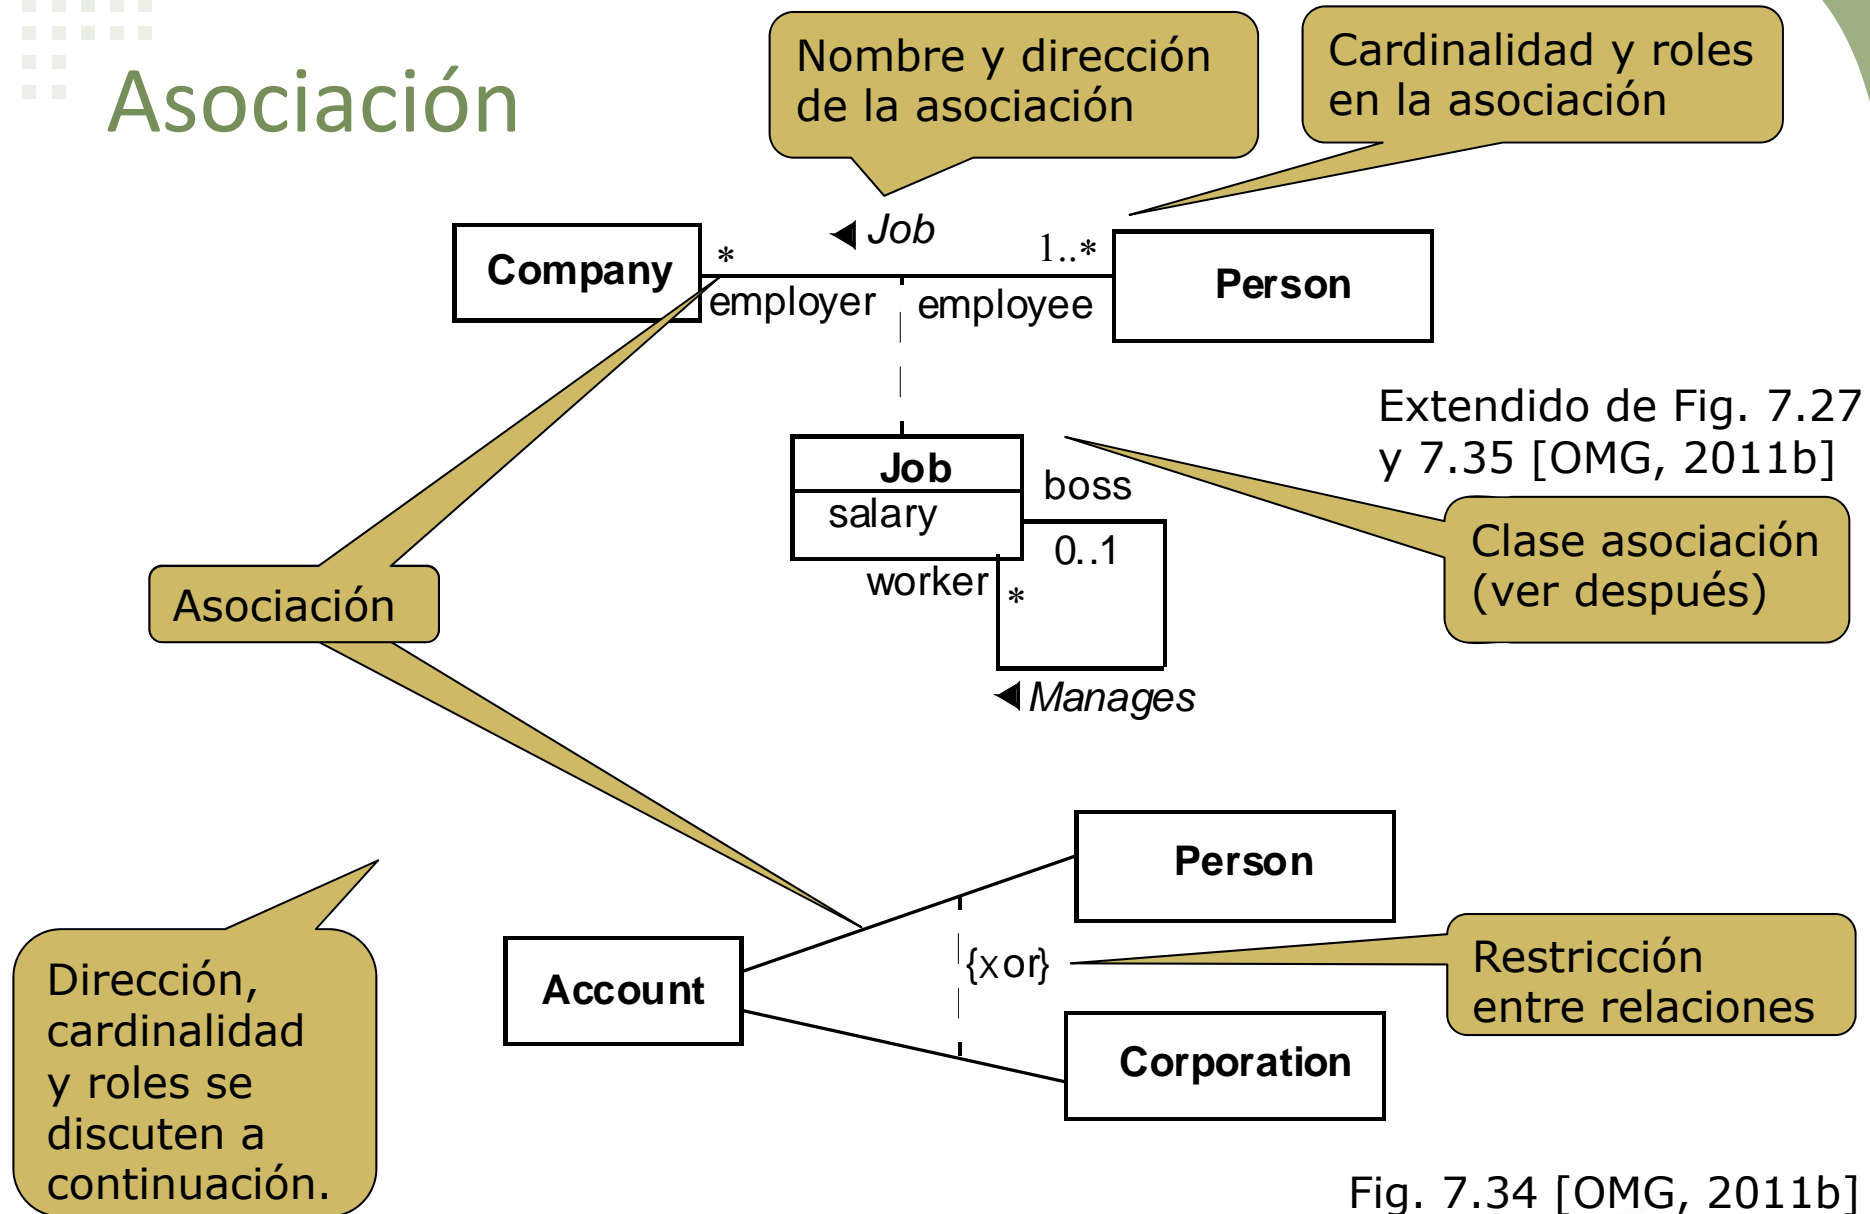 Asociación
Nombre y dirección
de la asociación
Cardinalidad y roles
en la asociación
◀ Job
Company
*
1..*
Person
employer
employee
Extendido de Fig. 7.27
y 7.35 [OMG, 2011b]
Job
salary
boss
0..1
worker
*
◀ Manages
Clase asociación
(ver después)
Asociación
Person
Account
{xor}
Corporation
Restricción
entre relaciones
Dirección,
cardinalidad
y roles se
discuten a
continuación.
Fig. 7.34 [OMG, 2011b]